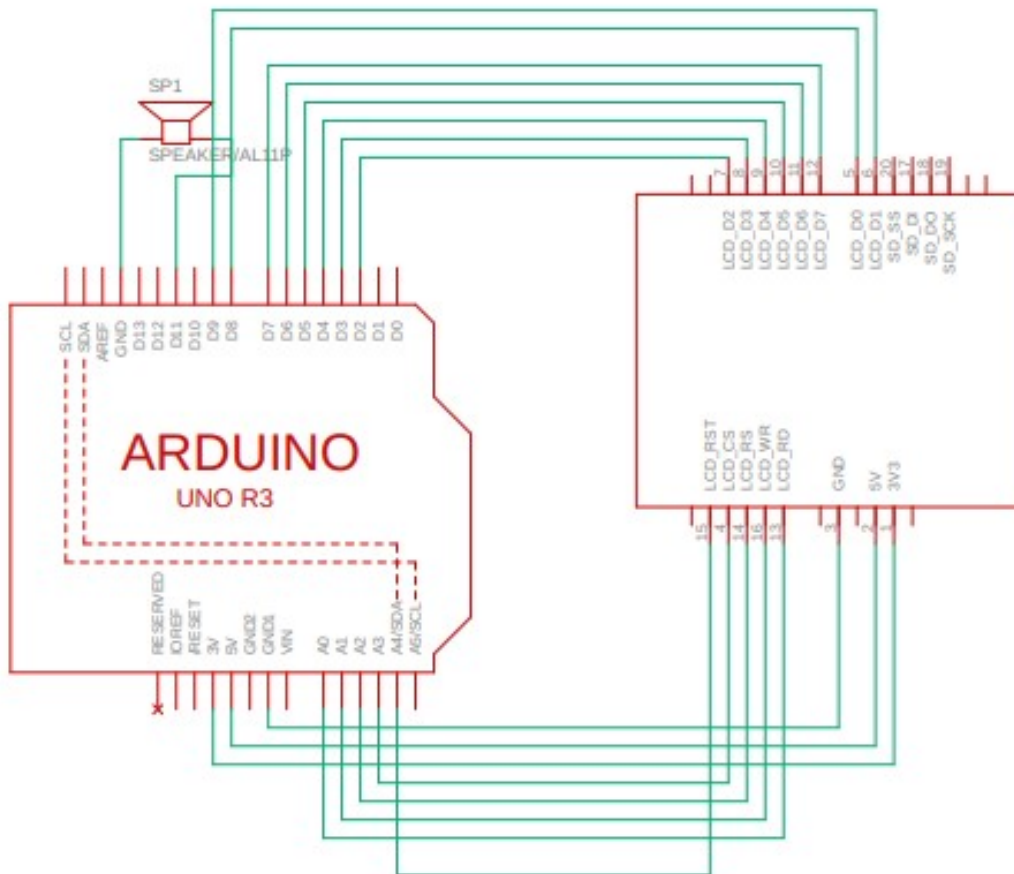 SP1
SPEAKER/AL11P
7
8
9
10
11
12
5
6
20
17
18
19
LCD_D2
LCD_D3
LCD_D4
LCD_D5
LCD_D6
LCD_D7
LCD_D0
LCD_D1
SD_SS
SD_DI
SD_DO
SD_SCK
SCL
SDA
AREF
GND
D13
D12
D11
D10
D9
D8
D7
D6
D5
D4
D3
D2
D1
D0
ARDUINO
UNO R3
LCD_RST
LCD_CS
LCD_RS
LCD_WR
LCD_RD
GND
5V
3V3
15
4
14
16
13
3
2
1
RESERVED
IOREF
/RESET
3V
5V
GND2
GND1
VIN
A0
A1
A2
A3
A4/SDA
A5/SCL